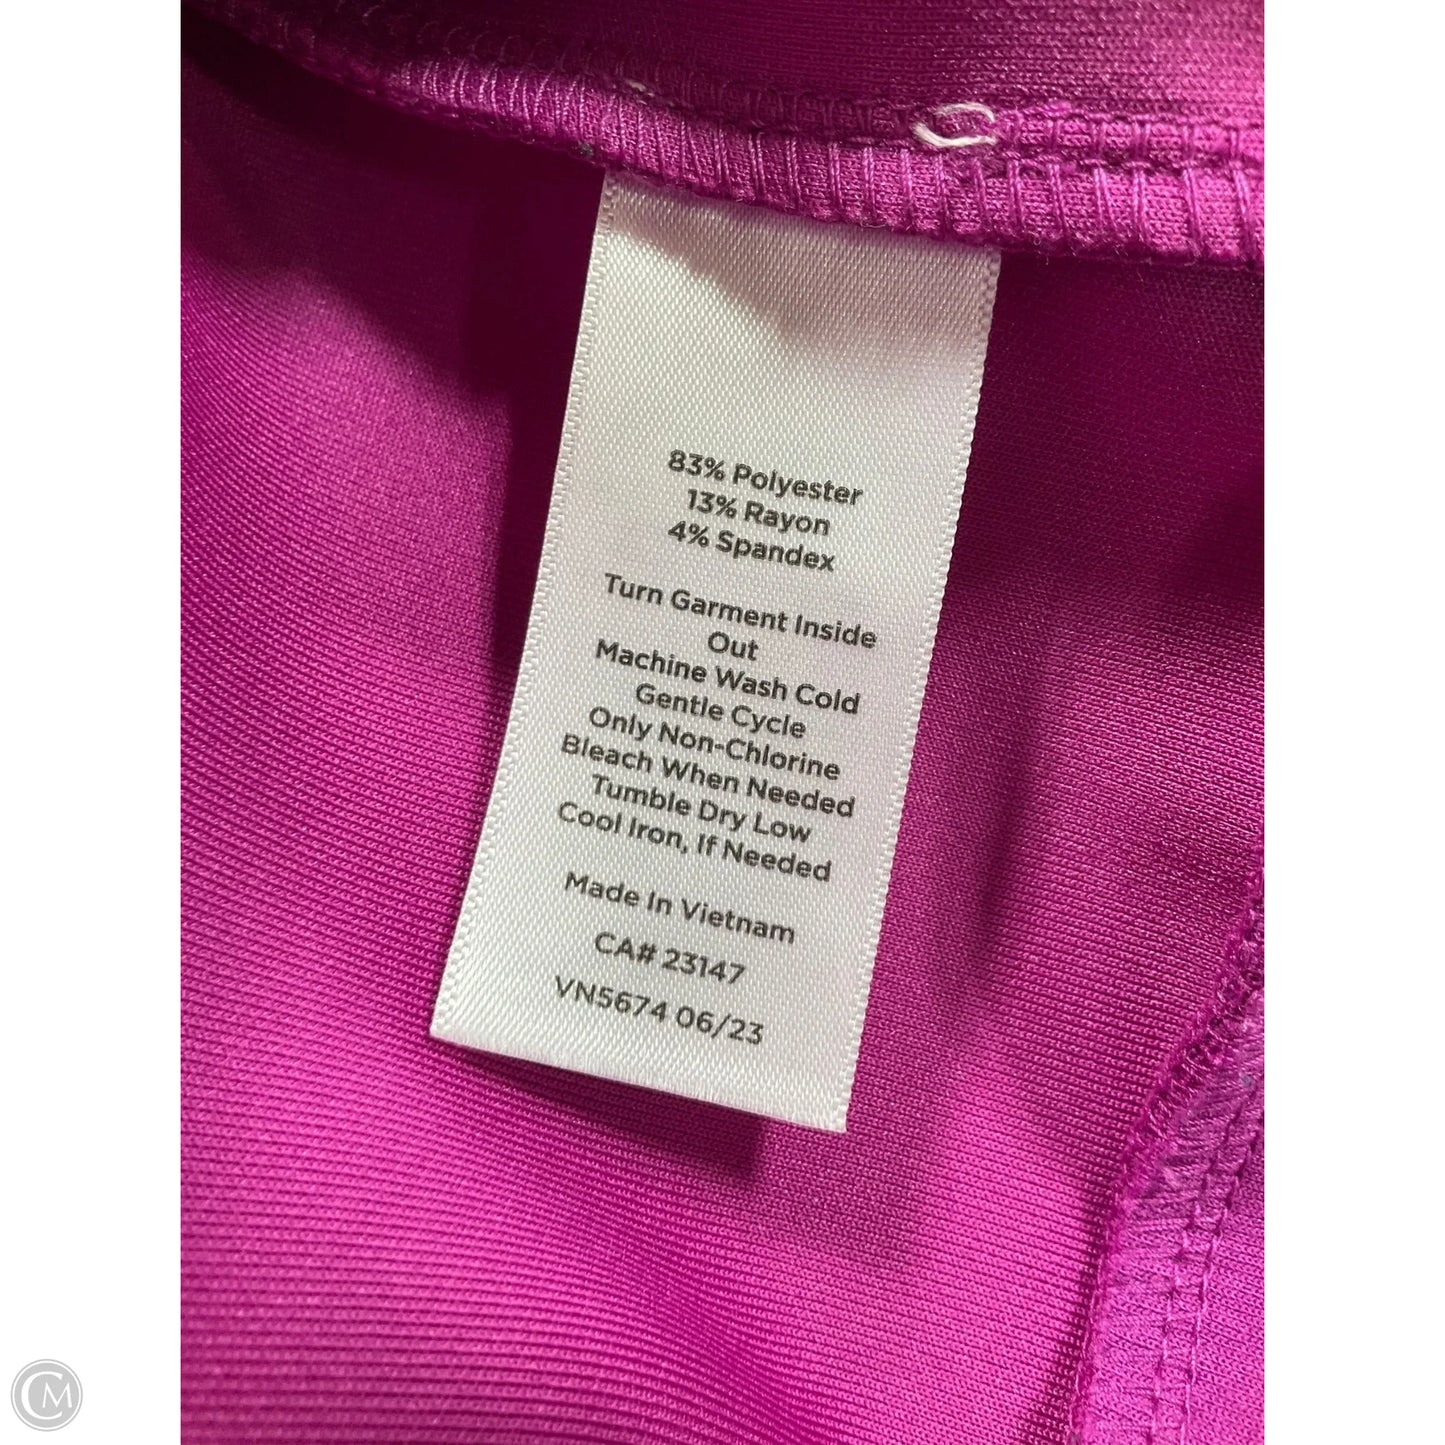 83% Polyester
13% Rayon
4% Spandex
Turn Garment Inside
Out
Machine Wash Cold
Gentle Cycle
Only Non-Chlorine
Bleach When Needed
Tumble Dry Low
Cool Iron, If Needed
Made In Vietnam
CA# 23147
VN5674 06/23
CM